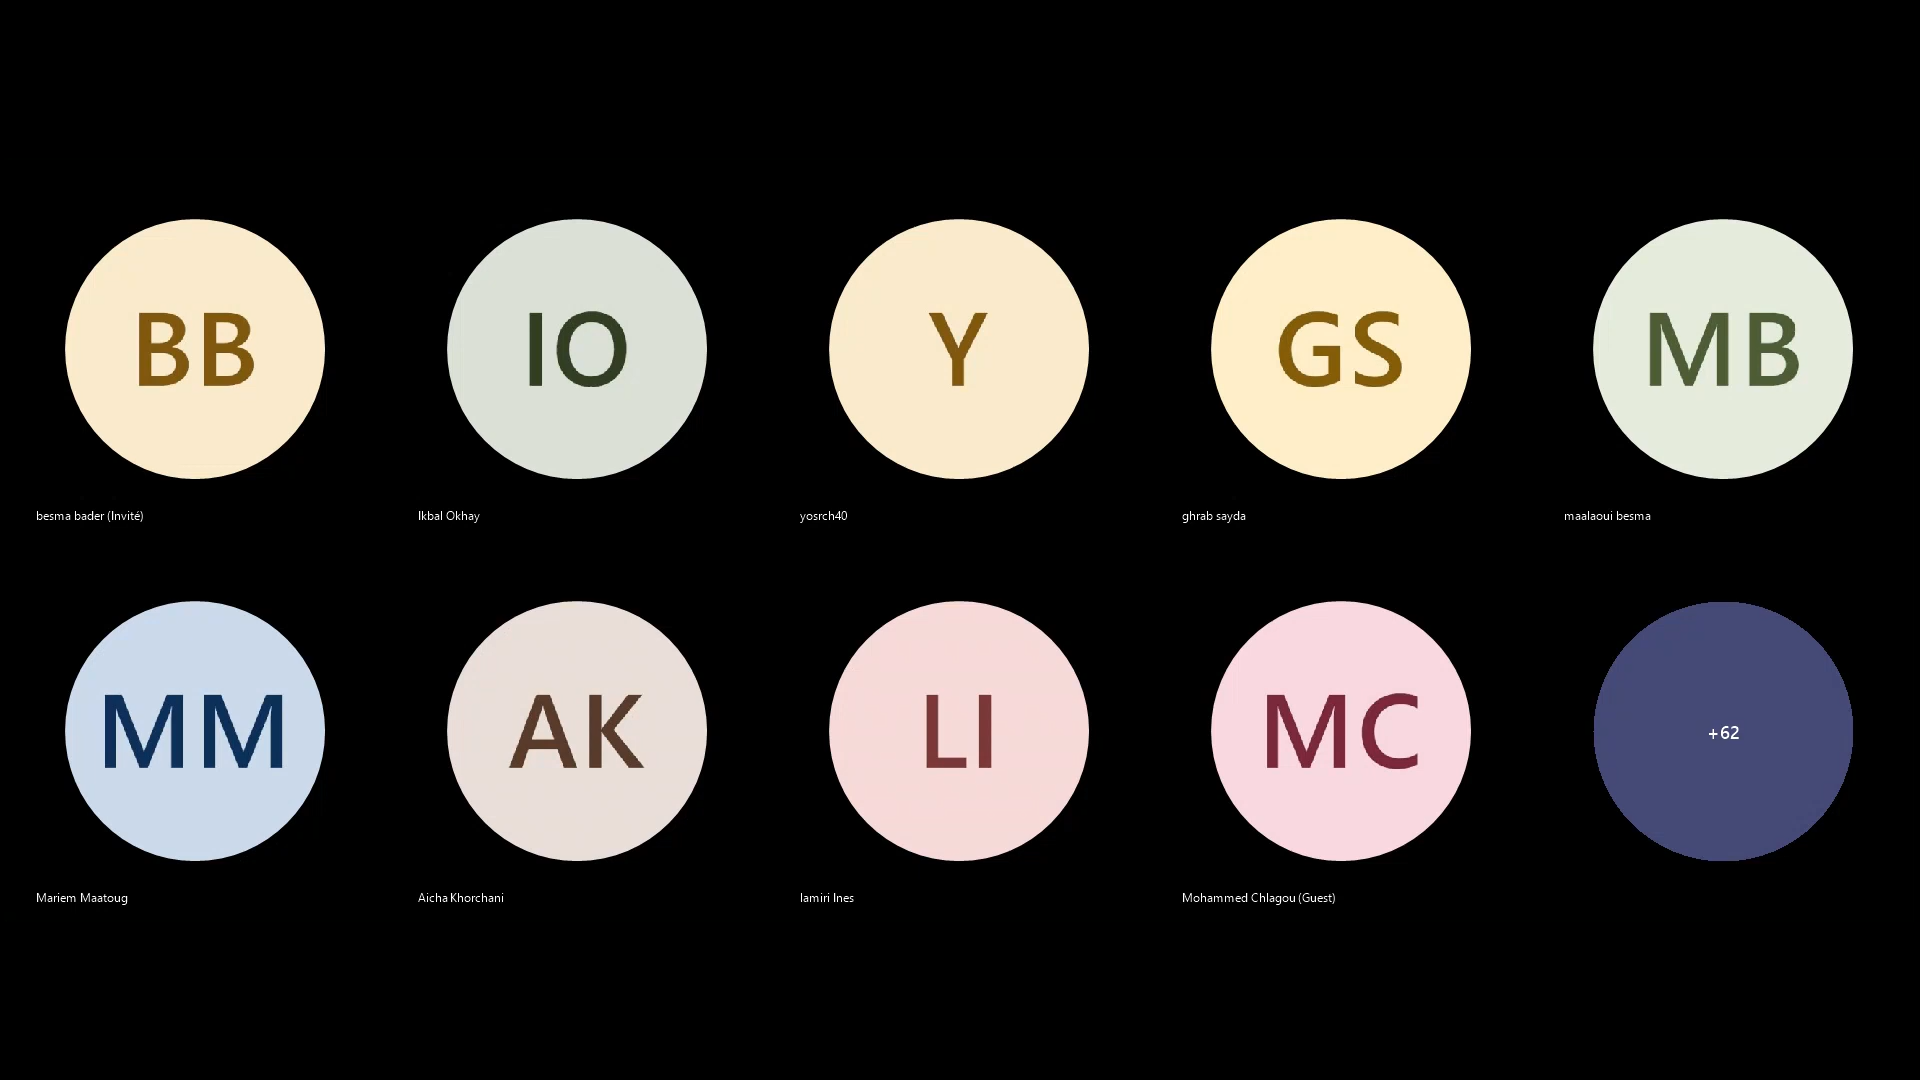 BB
IO
Y
GS
MB
besma bader (Invité)
Ikbal Okhay
yosrch40
ghrab sayda
maalaoui besma
MM
AK
LI
MC
+62
Mariem Maatoug
Aicha Khorchani
lamiri Ines
Mohammed Chlagou (Guest)